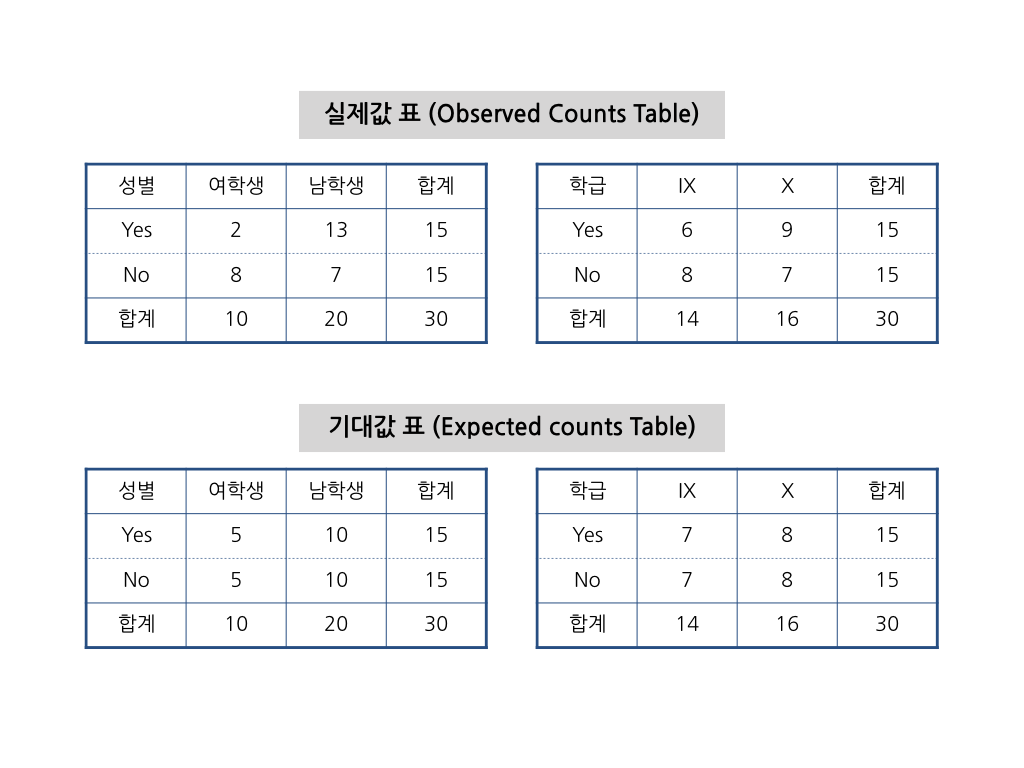 실제값 표 (Observed Counts Table)
성별 여학생 남학생 합계
Yes 2 13 15
No 8 7 15
합계 10 20 30
학급 IX X 합계
Yes 6 9 15
No 8 7 15
합계 14 16 30
기대값 표 (Expected counts Table)
성별 여학생 남학생 합계
Yes 5 10 15
No 5 10 15
합계 10 20 30
학급 IX X 합계
Yes 7 8 15
No 7 8 15
합계 14 16 30